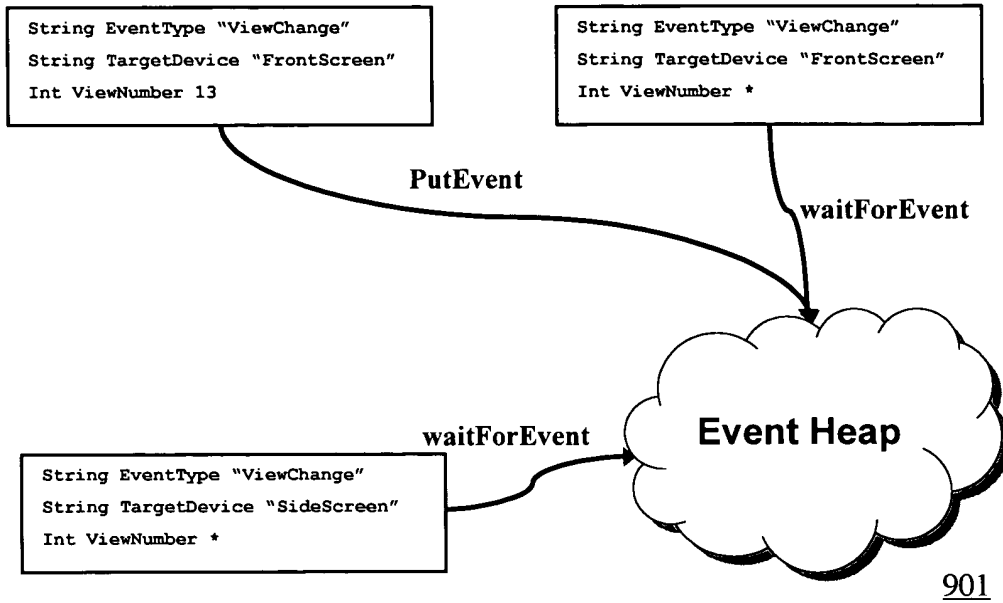 String EventType “ViewChange”
String TargetDevice “FrontScreen”
Int ViewNumber 13
String EventType “ViewChange”
String TargetDevice “FrontScreen”
Int ViewNumber *
PutEvent
waitForEvent
Event Heap
waitForEvent
String EventType “ViewChange”
String TargetDevice “SideScreen”
Int ViewNumber *
901